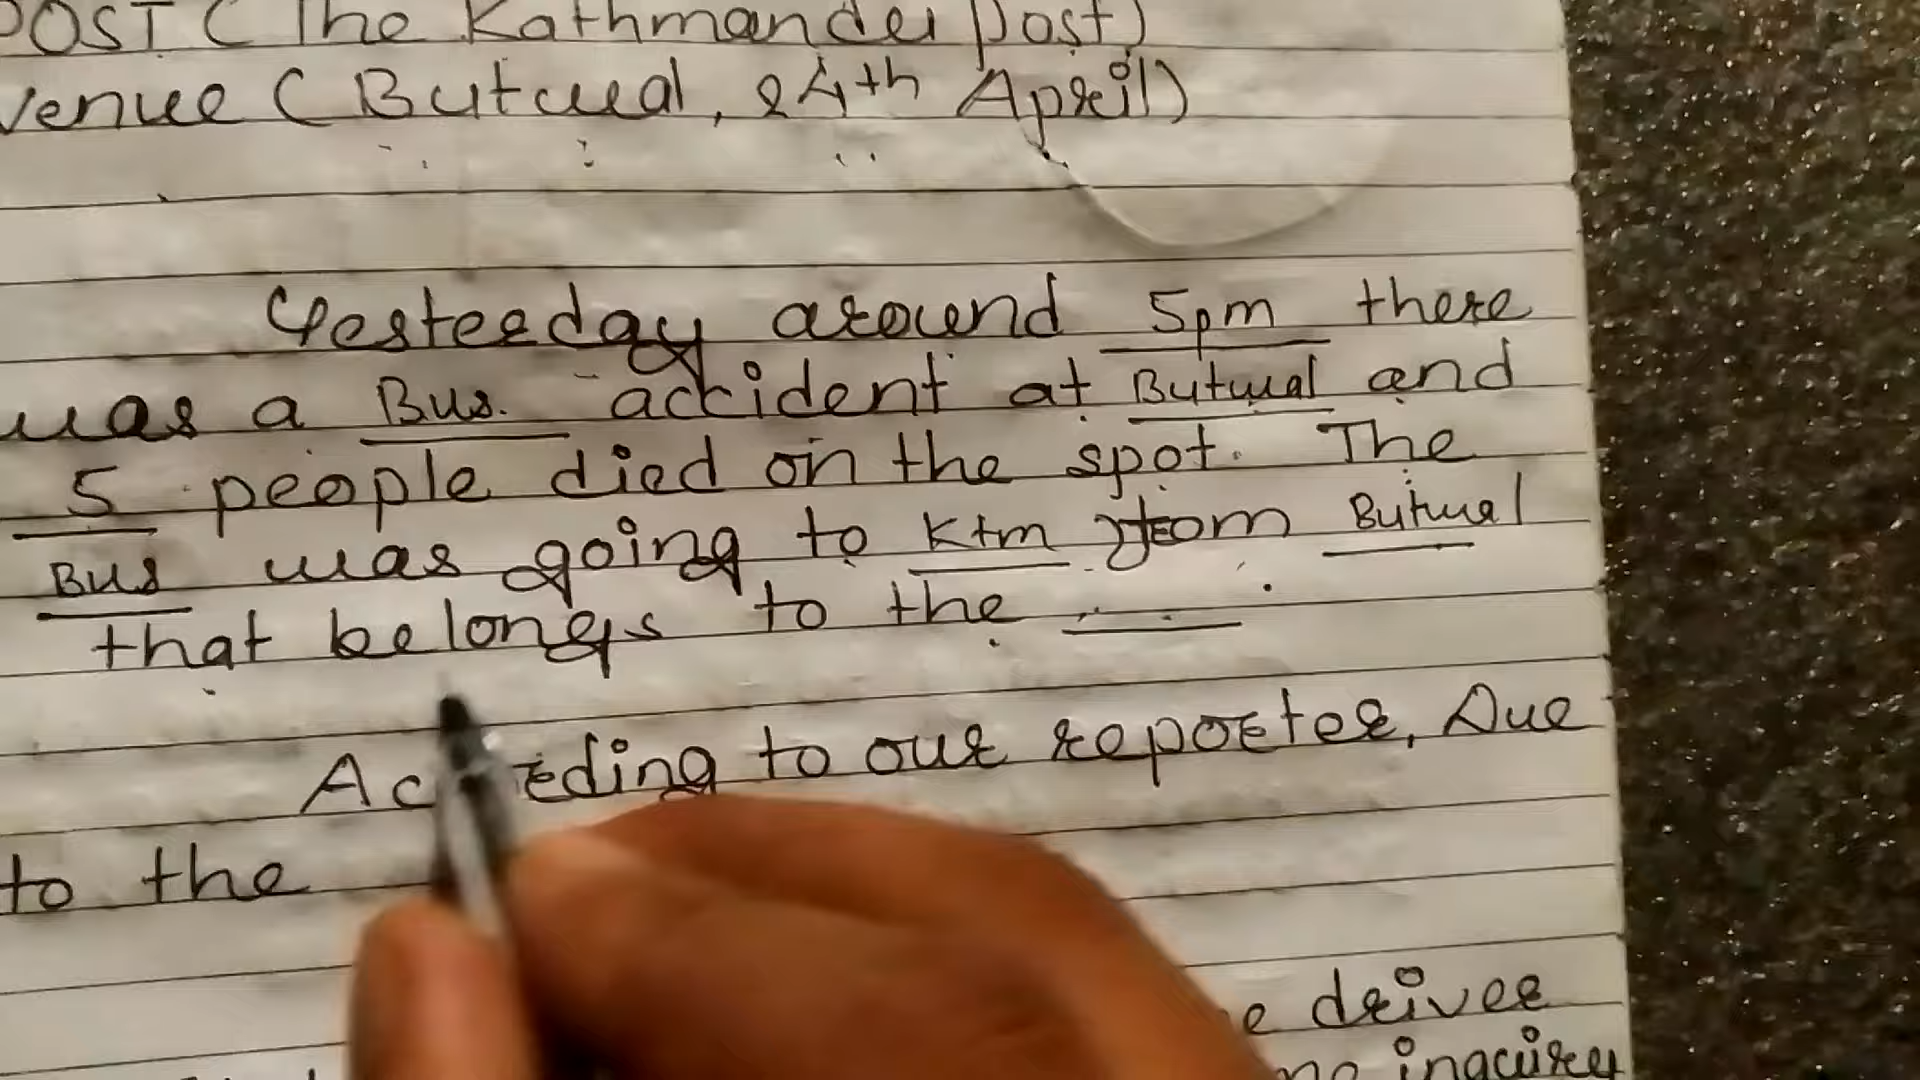 POST (The Kathmandu Post)
venue (Butwal, 24th April)
Yesterday around 5pm there
was a Bus accident at Butwal and
5 people died on the spot. The
Bus was going to Ktm from Butwal
that belongs to the
According to our reporter, Due
to the
driver
inquiry